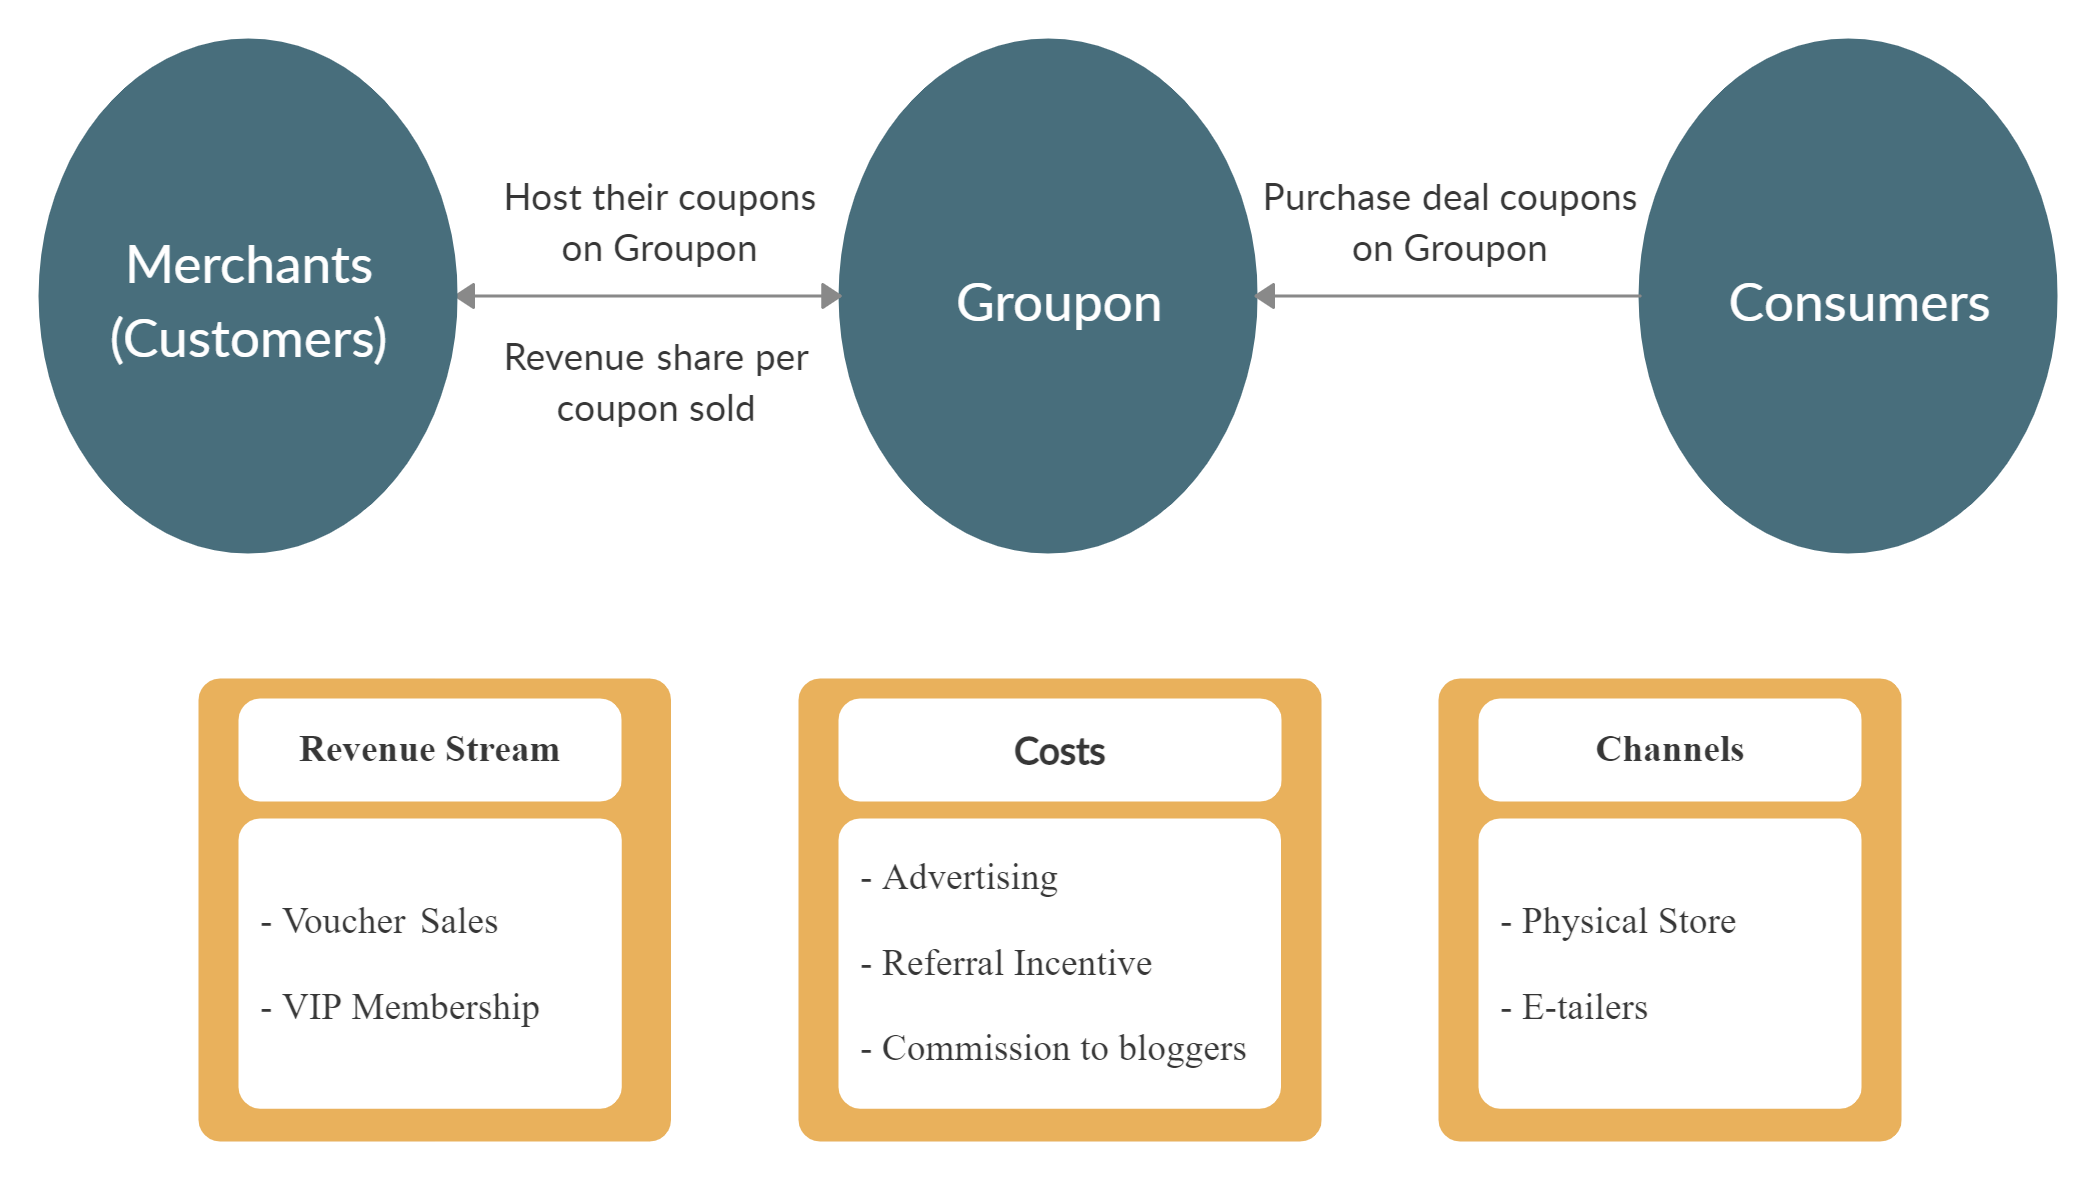 Merchants
(Customers)
Host their coupons
on Groupon
Revenue share per
coupon sold
Groupon
Purchase deal coupons
on Groupon
Consumers
Revenue Stream
- Voucher Sales
- VIP Membership
Costs
- Advertising
- Referral Incentive
- Commission to bloggers
Channels
- Physical Store
- E-tailers